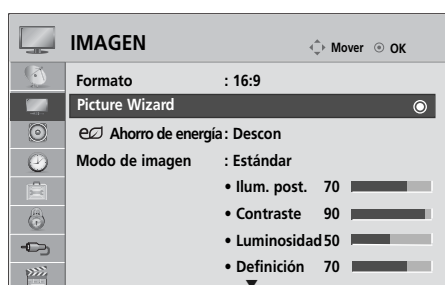 IMAGEN Mover OK
Formato : 16:9
Picture Wizard
Ahorro de energía : Descon
Modo de imagen : Estándar
• Ilum. post. 70
• Contraste 90
• Luminosidad 50
• Definición 70